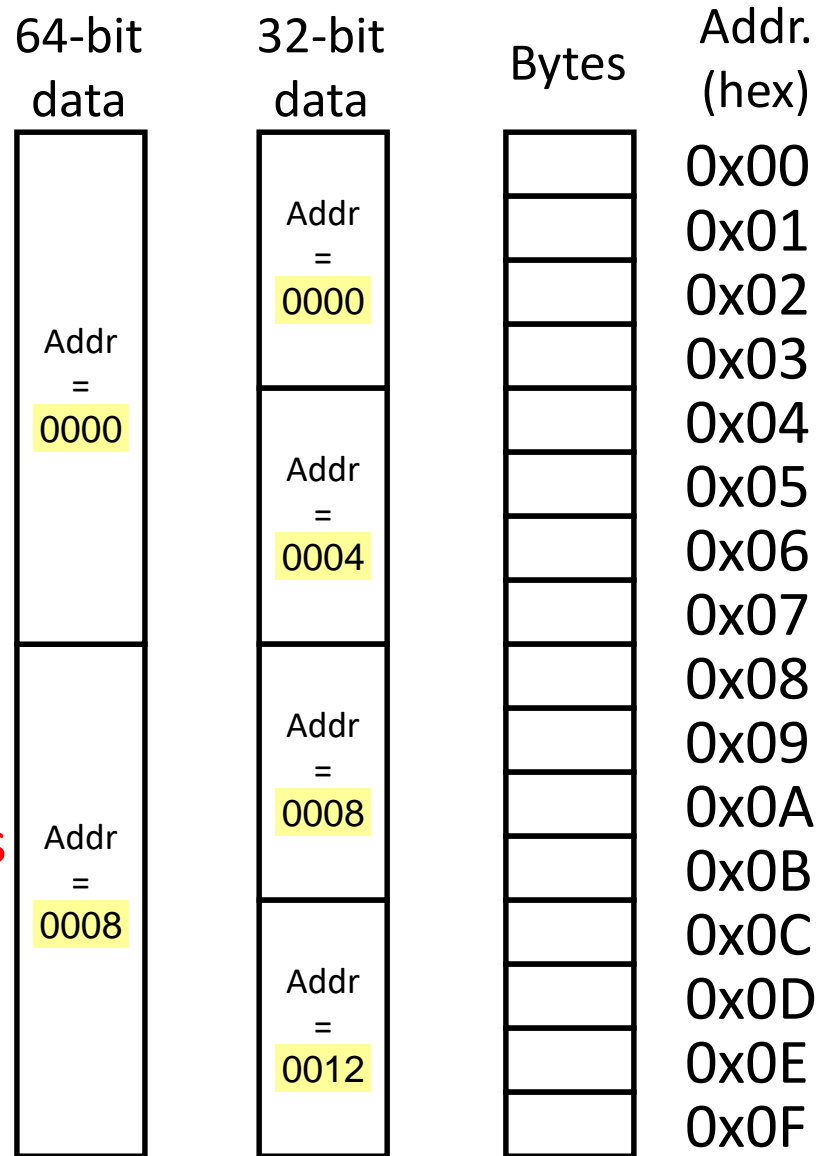 64-bit
data
Addr
=
0000
Addr
=
0008
32-bit
data
Addr
=
0000
Addr
=
0004
Addr
=
0008
Addr
=
0012
Bytes
Addr.
(hex)
0x00
0x01
0x02
0x03
0x04
0x05
0x06
0x07
0x08
0x09
0x0A
0x0B
0x0C
0x0D
0x0E
0x0F
s